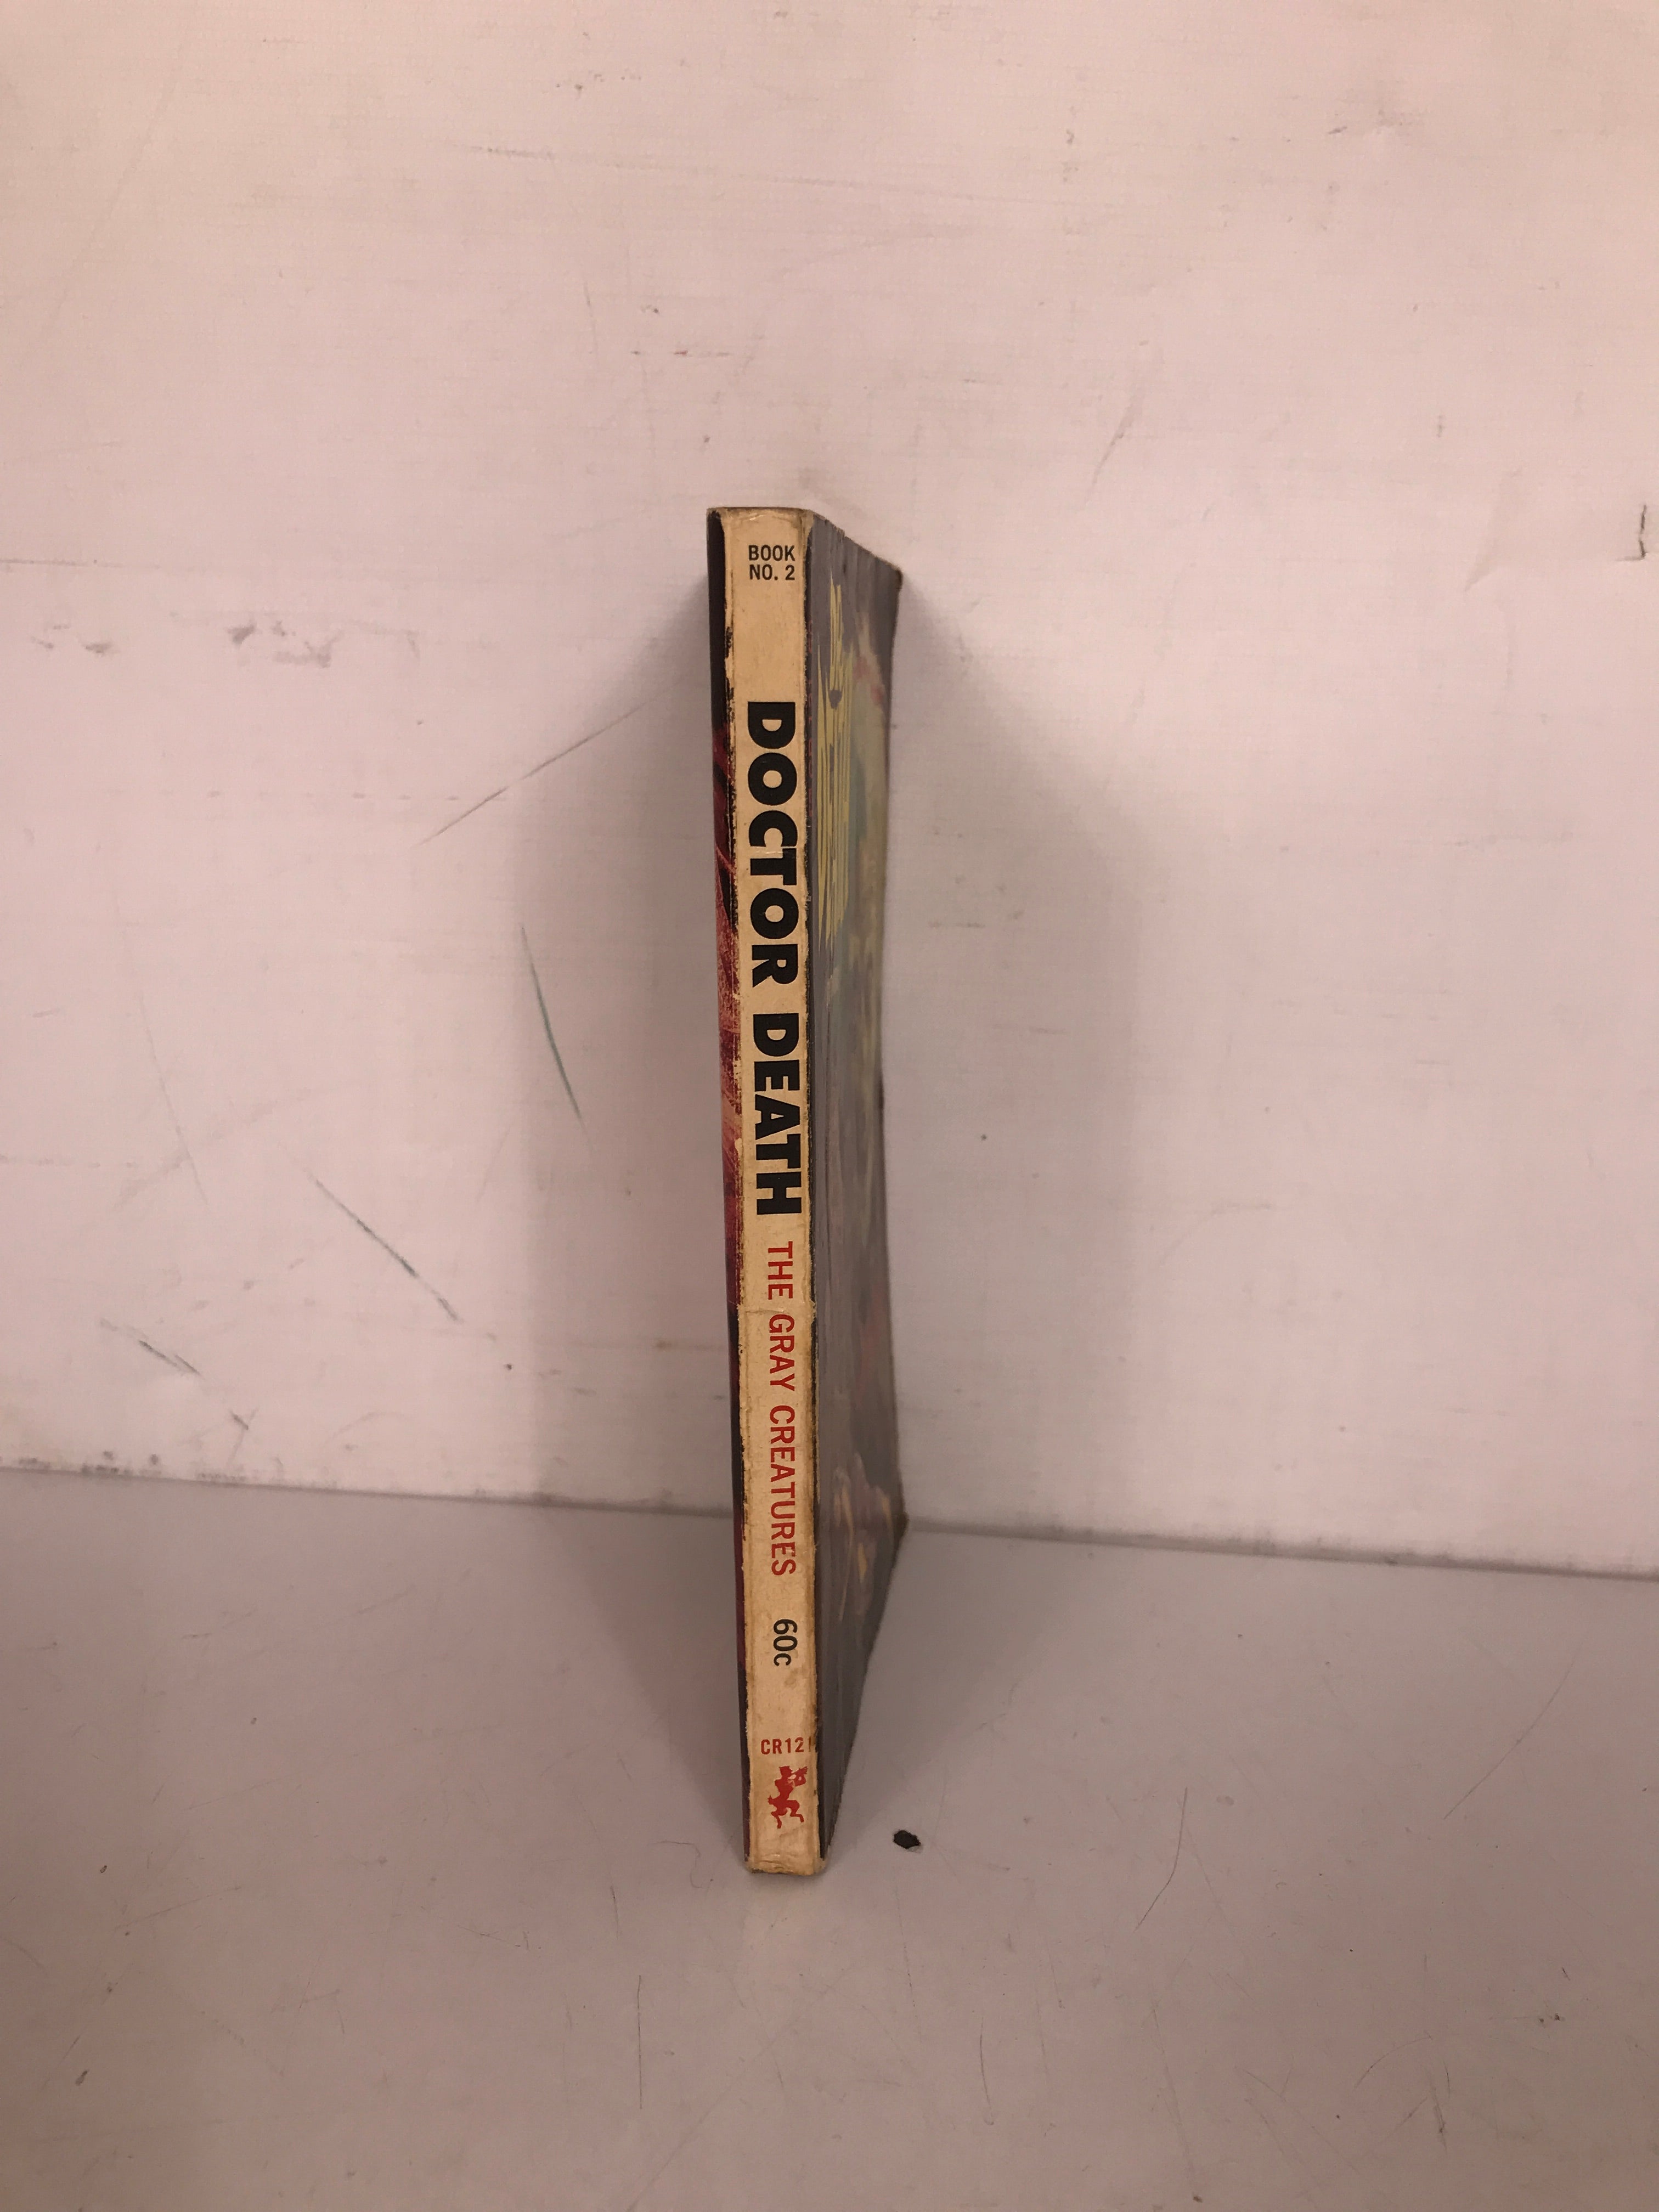 BOOK
NO. 2
DOCTOR DEATH THE GRAY CREATURES 60c
CR12